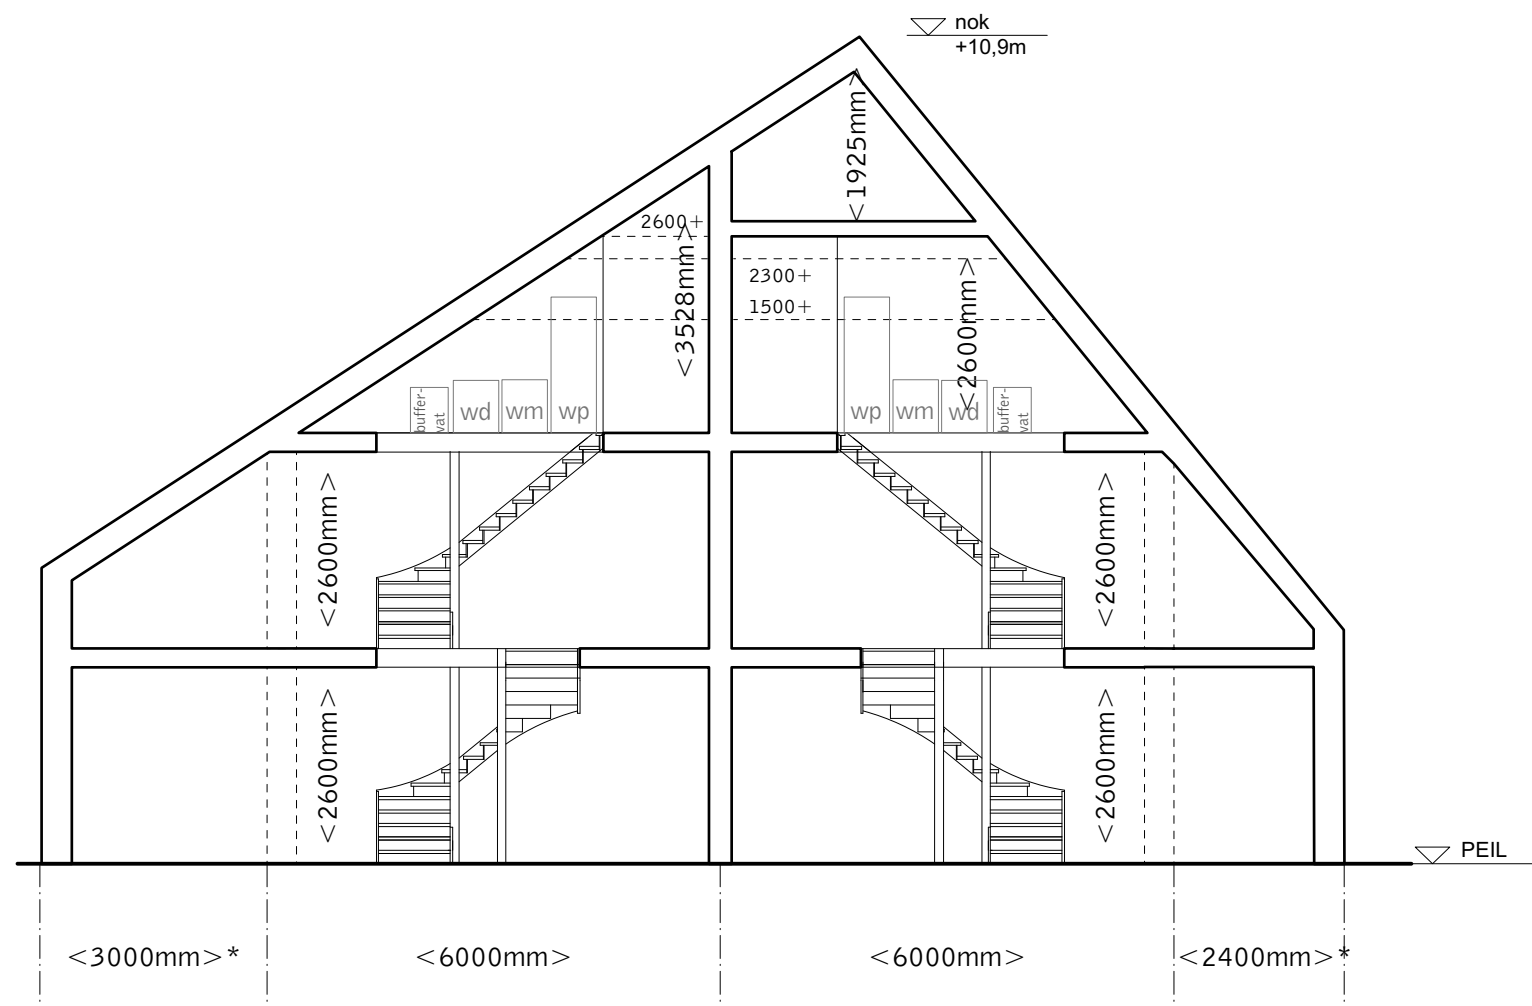 nok
+10,9m
<1925mm>
2600+
<3528mm>
2300+
1500+
<2600mm>
buffer-
vat
wd
wm
wp
wp
wm
wd
buffer-
vat
<2600mm>
<2600mm>
<2600mm>
<2600mm>
PEIL
<3000mm>*
<6000mm>
<6000mm>
<2400mm>*